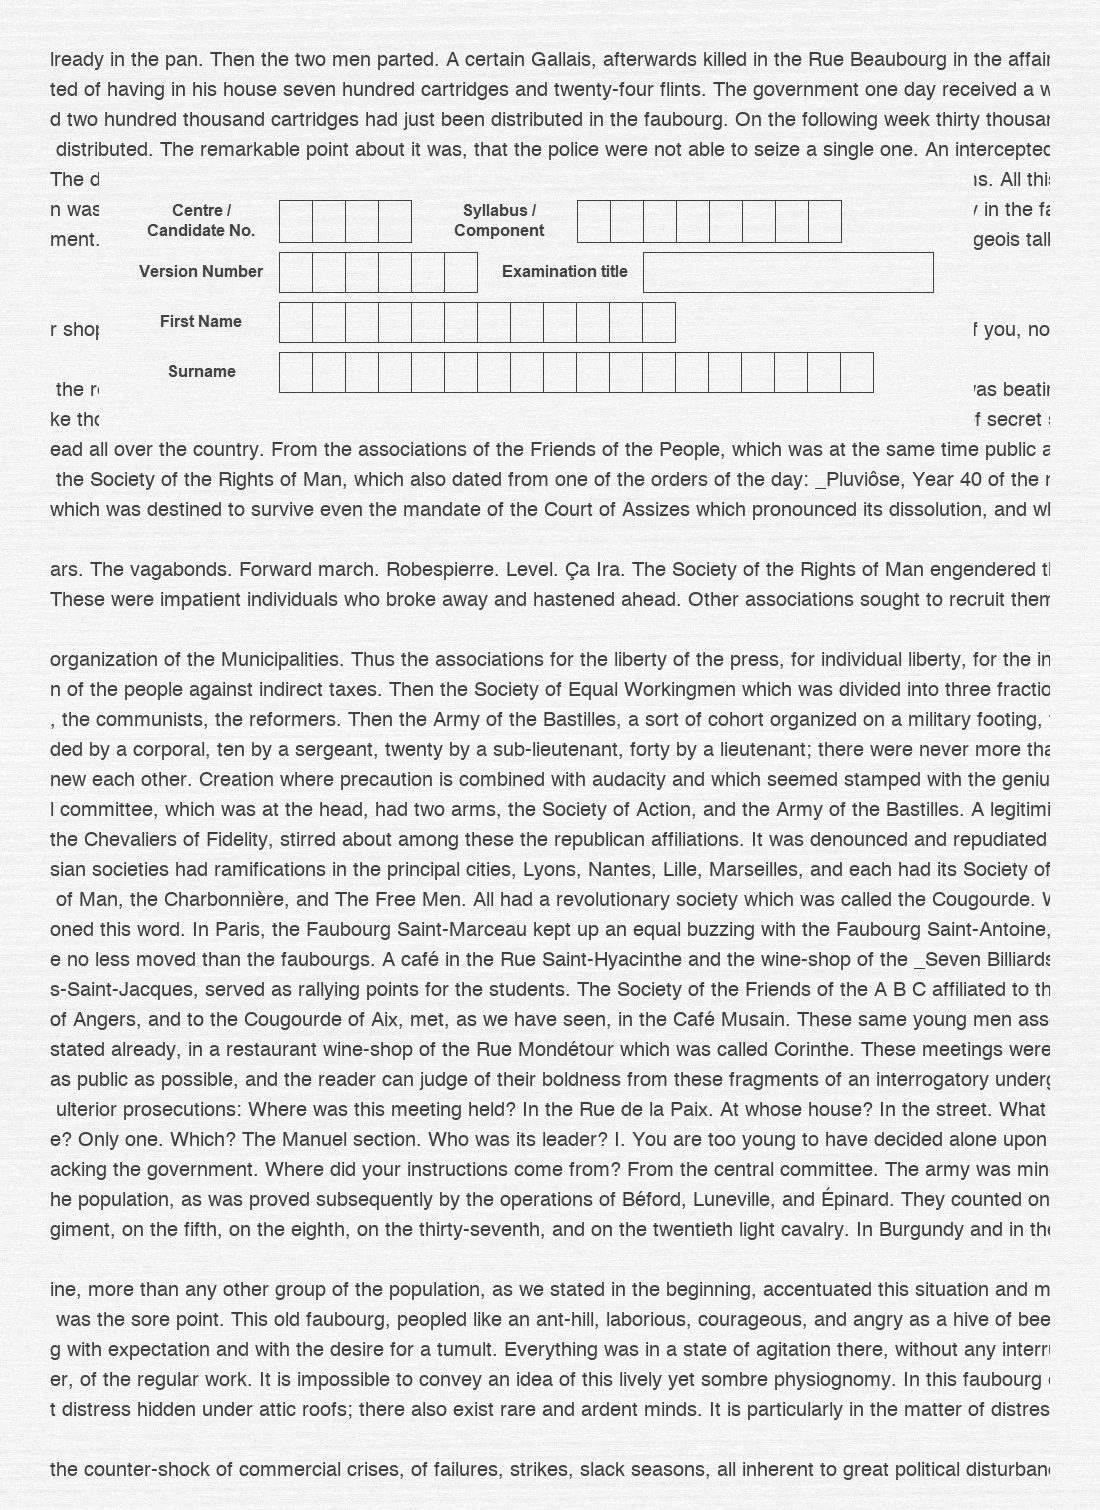 lready in the pan. Then the two men parted. A certain Gallais, afterwards killed in the Rue Beaubourg in the affair
ted of having in his house seven hundred cartridges and twenty-four flints. The government one day received a
d two hundred thousand cartridges had just been distributed in the faubourg. On the following week thirty
distributed. The remarkable point about it was, that the police were not able to seize a single one. An intercepted
The All this
n was in the
ment. geois tall
Centre / Candidate No.
Syllabus / Component
Version Number
Examination title
r shop f you, no
First Name
Surname
the
ke of secret
ead all over the country. From the associations of the Friends of the People, which was at the same time public
the Society of the Rights of Man, which also dated from one of the orders of the day: _Pluviôse, Year 40 of the
which was destined to survive even the mandate of the Court of Assizes which pronounced its dissolution, and
ars. The vagabonds. Forward march. Robespierre. Level. Ça Ira. The Society of the Rights of Man engendered
These were impatient individuals who broke away and hastened ahead. Other associations sought to recruit them
organization of the Municipalities. Thus the associations for the liberty of the press, for individual liberty, for the in
n of the people against indirect taxes. Then the Society of Equal Workingmen which was divided into three fractio
, the communists, the reformers. Then the Army of the Bastilles, a sort of cohort organized on a military footing,
ded by a corporal, ten by a sergeant, twenty by a sub-lieutenant, forty by a lieutenant; there were never more
new each other. Creation where precaution is combined with audacity and which seemed stamped with the geniu
l committee, which was at the head, had two arms, the Society of Action, and the Army of the Bastilles. A legitimi
the Chevaliers of Fidelity, stirred about among these the republican affiliations. It was denounced and repudiated
sian societies had ramifications in the principal cities, Lyons, Nantes, Lille, Marseilles, and each had its Society of
of Man, the Charbonnière, and The Free Men. All had a revolutionary society which was called the Cougourde.
oned this word. In Paris, the Faubourg Saint-Marceau kept up an equal buzzing with the Faubourg Saint-Antoine,
e no less moved than the faubourgs. A café in the Rue Saint-Hyacinthe and the wine-shop of the _Seven Billiards
s-Saint-Jacques, served as rallying points for the students. The Society of the Friends of the A B C affiliated to th
of Angers, and to the Cougourde of Aix, met, as we have seen, in the Café Musain. These same young men ass
stated already, in a restaurant wine-shop of the Rue Mondétour which was called Corinthe. These meetings were
as public as possible, and the reader can judge of their boldness from these fragments of an interrogatory
ulterior prosecutions: Where was this meeting held? In the Rue de la Paix. At whose house? In the street. What
e? Only one. Which? The Manuel section. Who was its leader? I. You are too young to have decided alone upon
acking the government. Where did your instructions come from? From the central committee. The army was min
he population, as was proved subsequently by the operations of Béford, Luneville, and Épinard. They counted on
giment, on the fifth, on the eighth, on the thirty-seventh, and on the twentieth light cavalry. In Burgundy and in the
ine, more than any other group of the population, as we stated in the beginning, accentuated this situation and m
was the sore point. This old faubourg, peopled like an ant-hill, laborious, courageous, and angry as a hive of bee
g with expectation and with the desire for a tumult. Everything was in a state of agitation there, without any
er, of the regular work. It is impossible to convey an idea of this lively yet sombre physiognomy. In this faubourg
t distress hidden under attic roofs; there also exist rare and ardent minds. It is particularly in the matter of distres
the counter-shock of commercial crises, of failures, strikes, slack seasons, all inherent to great political